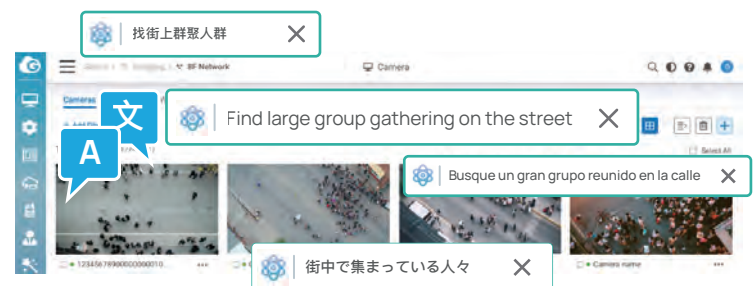 找街上群聚人群
BF Network
Camera
Cameras
Find large group gathering on the street
文
A
Select All
Busque un gran grupo reunido en la calle
街中で集まっている人々
Camera name